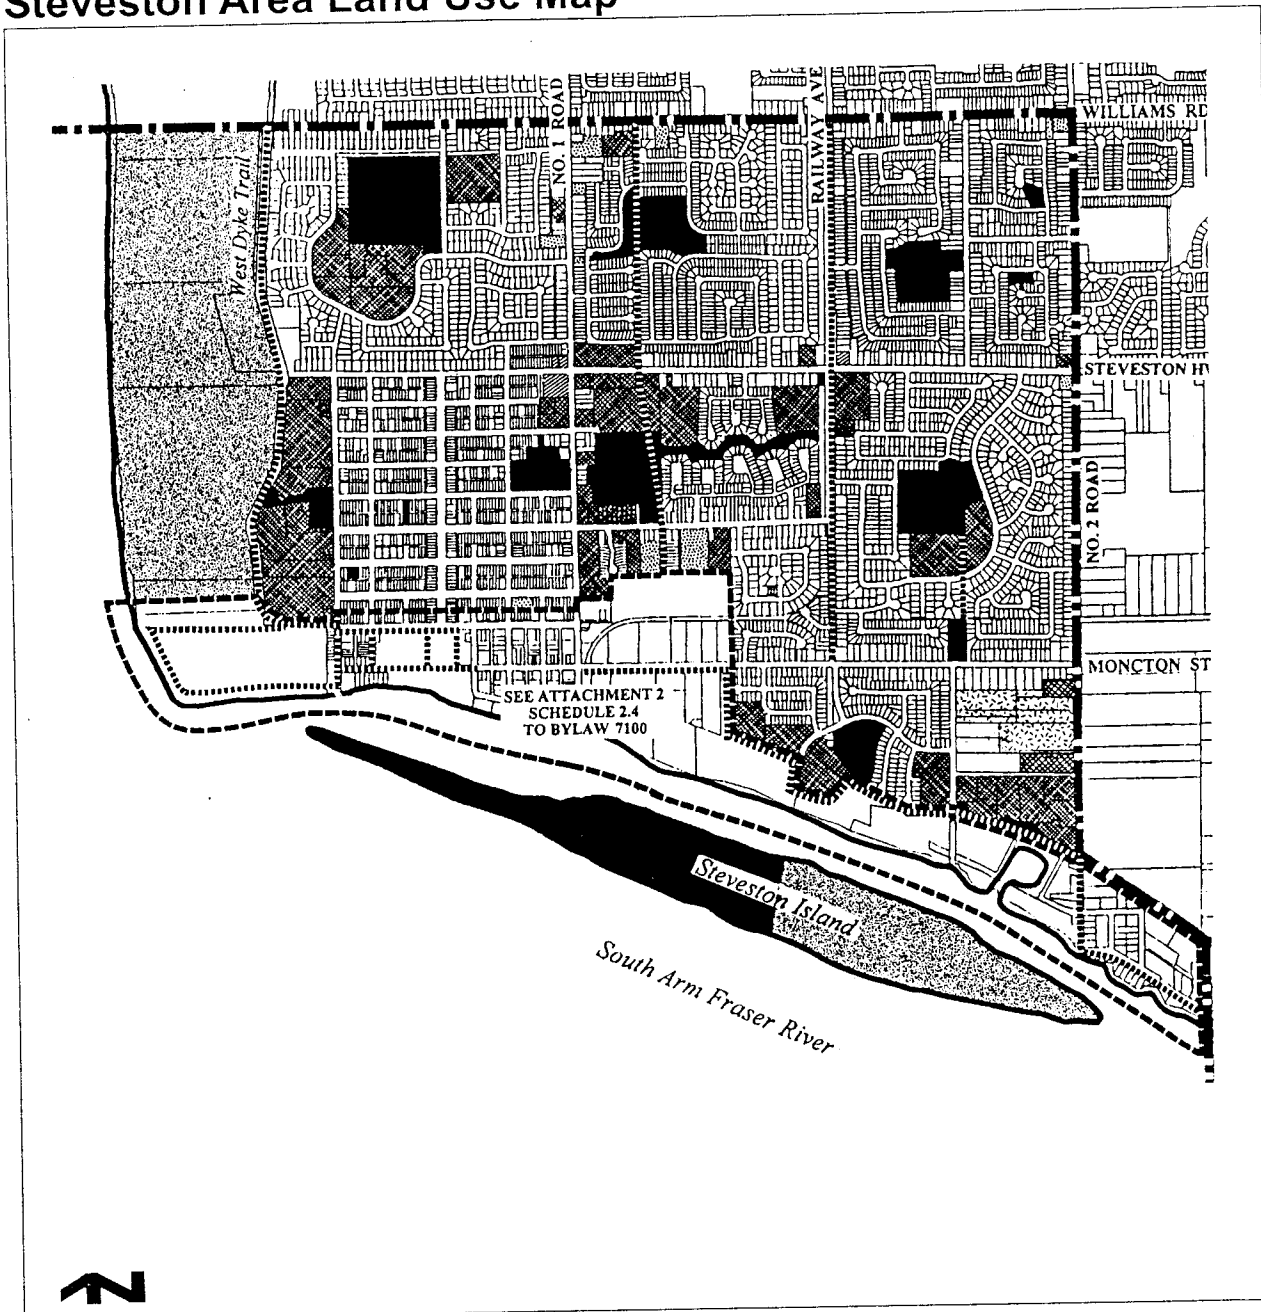 Steveston Area Land Use Map
WILLIAMS RD
NO. 1 ROAD
RAILWAY AVE
West Dyke Trail
STEVESTON HW
NO. 2 ROAD
MONCTON ST
SEE ATTACHMENT 2
SCHEDULE 2.4
TO BYLAW 7100
Steveston Island
South Arm Fraser River
N